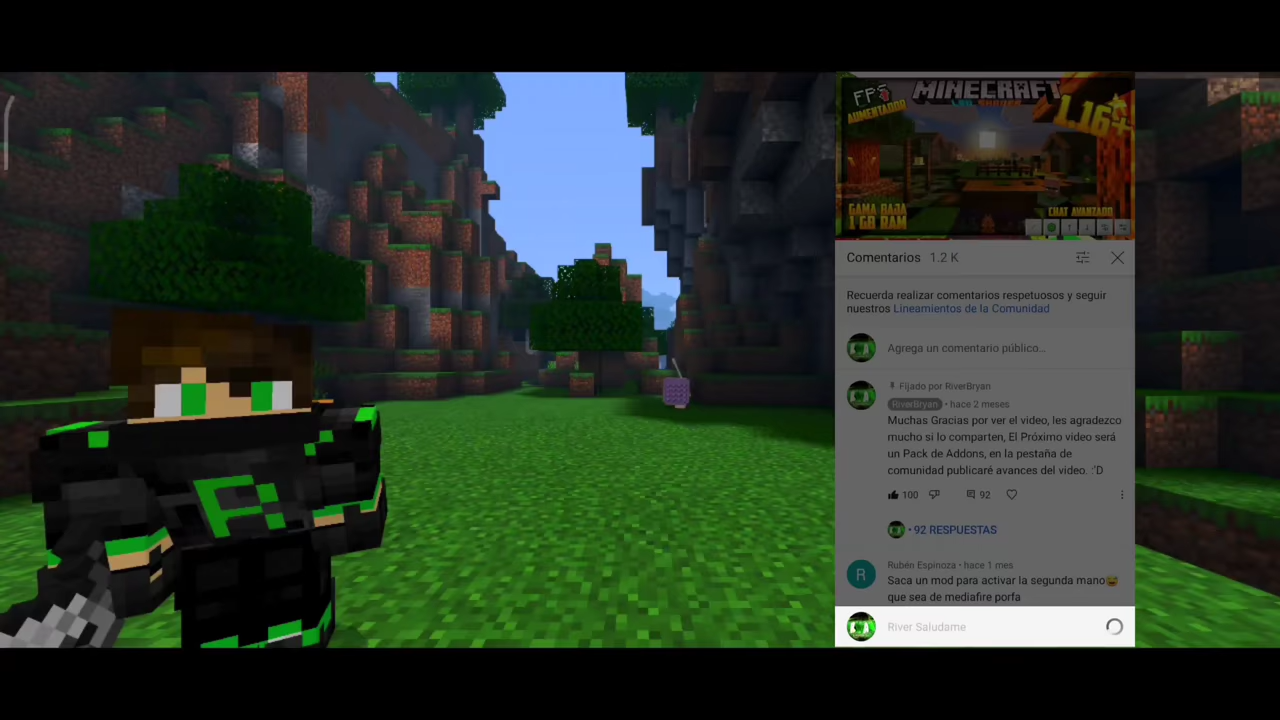 FPS
AUMENTADOR
MINECRAFT
LOW SHADER
1.16+
GAMA BAJA
1 GB RAM
CHAT AVANZADO
Comentarios 1.2 K
Recuerda realizar comentarios respetuosos y seguir
nuestros Lineamientos de la Comunidad
Agrega un comentario público...
Fijado por RiverBryan
RiverBryan • hace 2 meses
Muchas Gracias por ver el video, les agradezco
mucho si lo comparten, El Próximo video será
un Pack de Addons, en la pestaña de
comunidad publicaré avances del video. :'D
100 92
• 92 RESPUESTAS
R
Rubén Espinoza • hace 1 mes
Saca un mod para activar la segunda mano😅
que sea de mediafire porfa
River Saludame